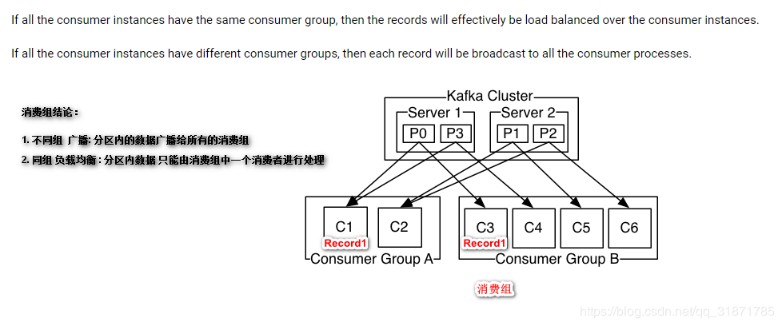 If all the consumer instances have the same consumer group, then the records will effectively be load balanced over the consumer instances.
If all the consumer instances have different consumer groups, then each record will be broadcast to all the consumer processes.
消费组结论：
1. 不同组 广播: 分区内的数据广播给所有的消费组
2. 同组 负载均衡 : 分区内数据 只能由消费组中一个消费者进行处理
Kafka Cluster
Server 1 Server 2
P0 P3 P1 P2
C1 C2 C3 C4 C5 C6
Record1 Record1
Consumer Group A Consumer Group B
消费组
https://blog.csdn.net/qq_31871785